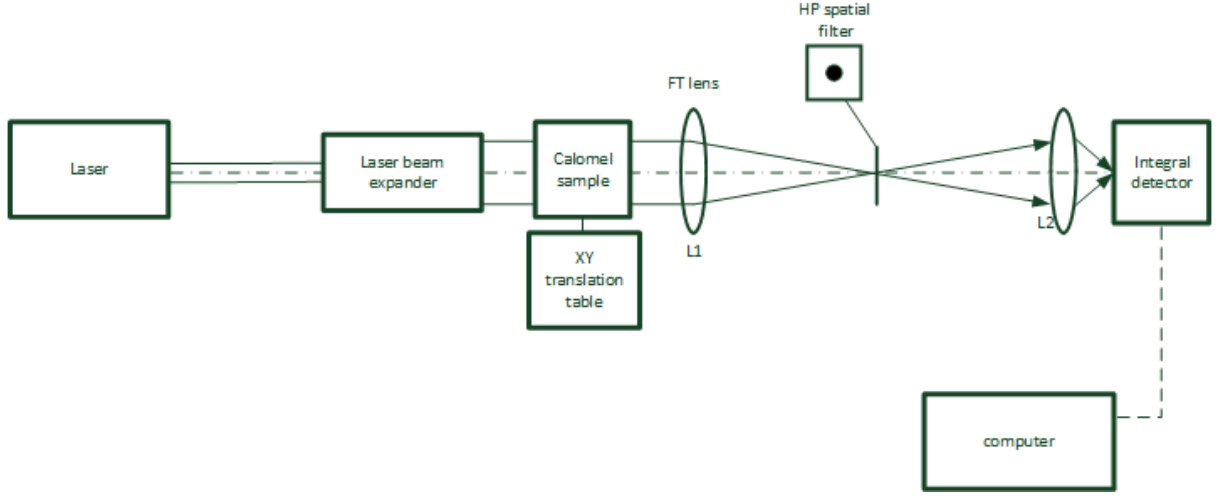 HP spatial
filter
FT lens
Laser
Laser beam
expander
Calomel
sample
Integral
detector
L1
L2
XY
translation
table
computer